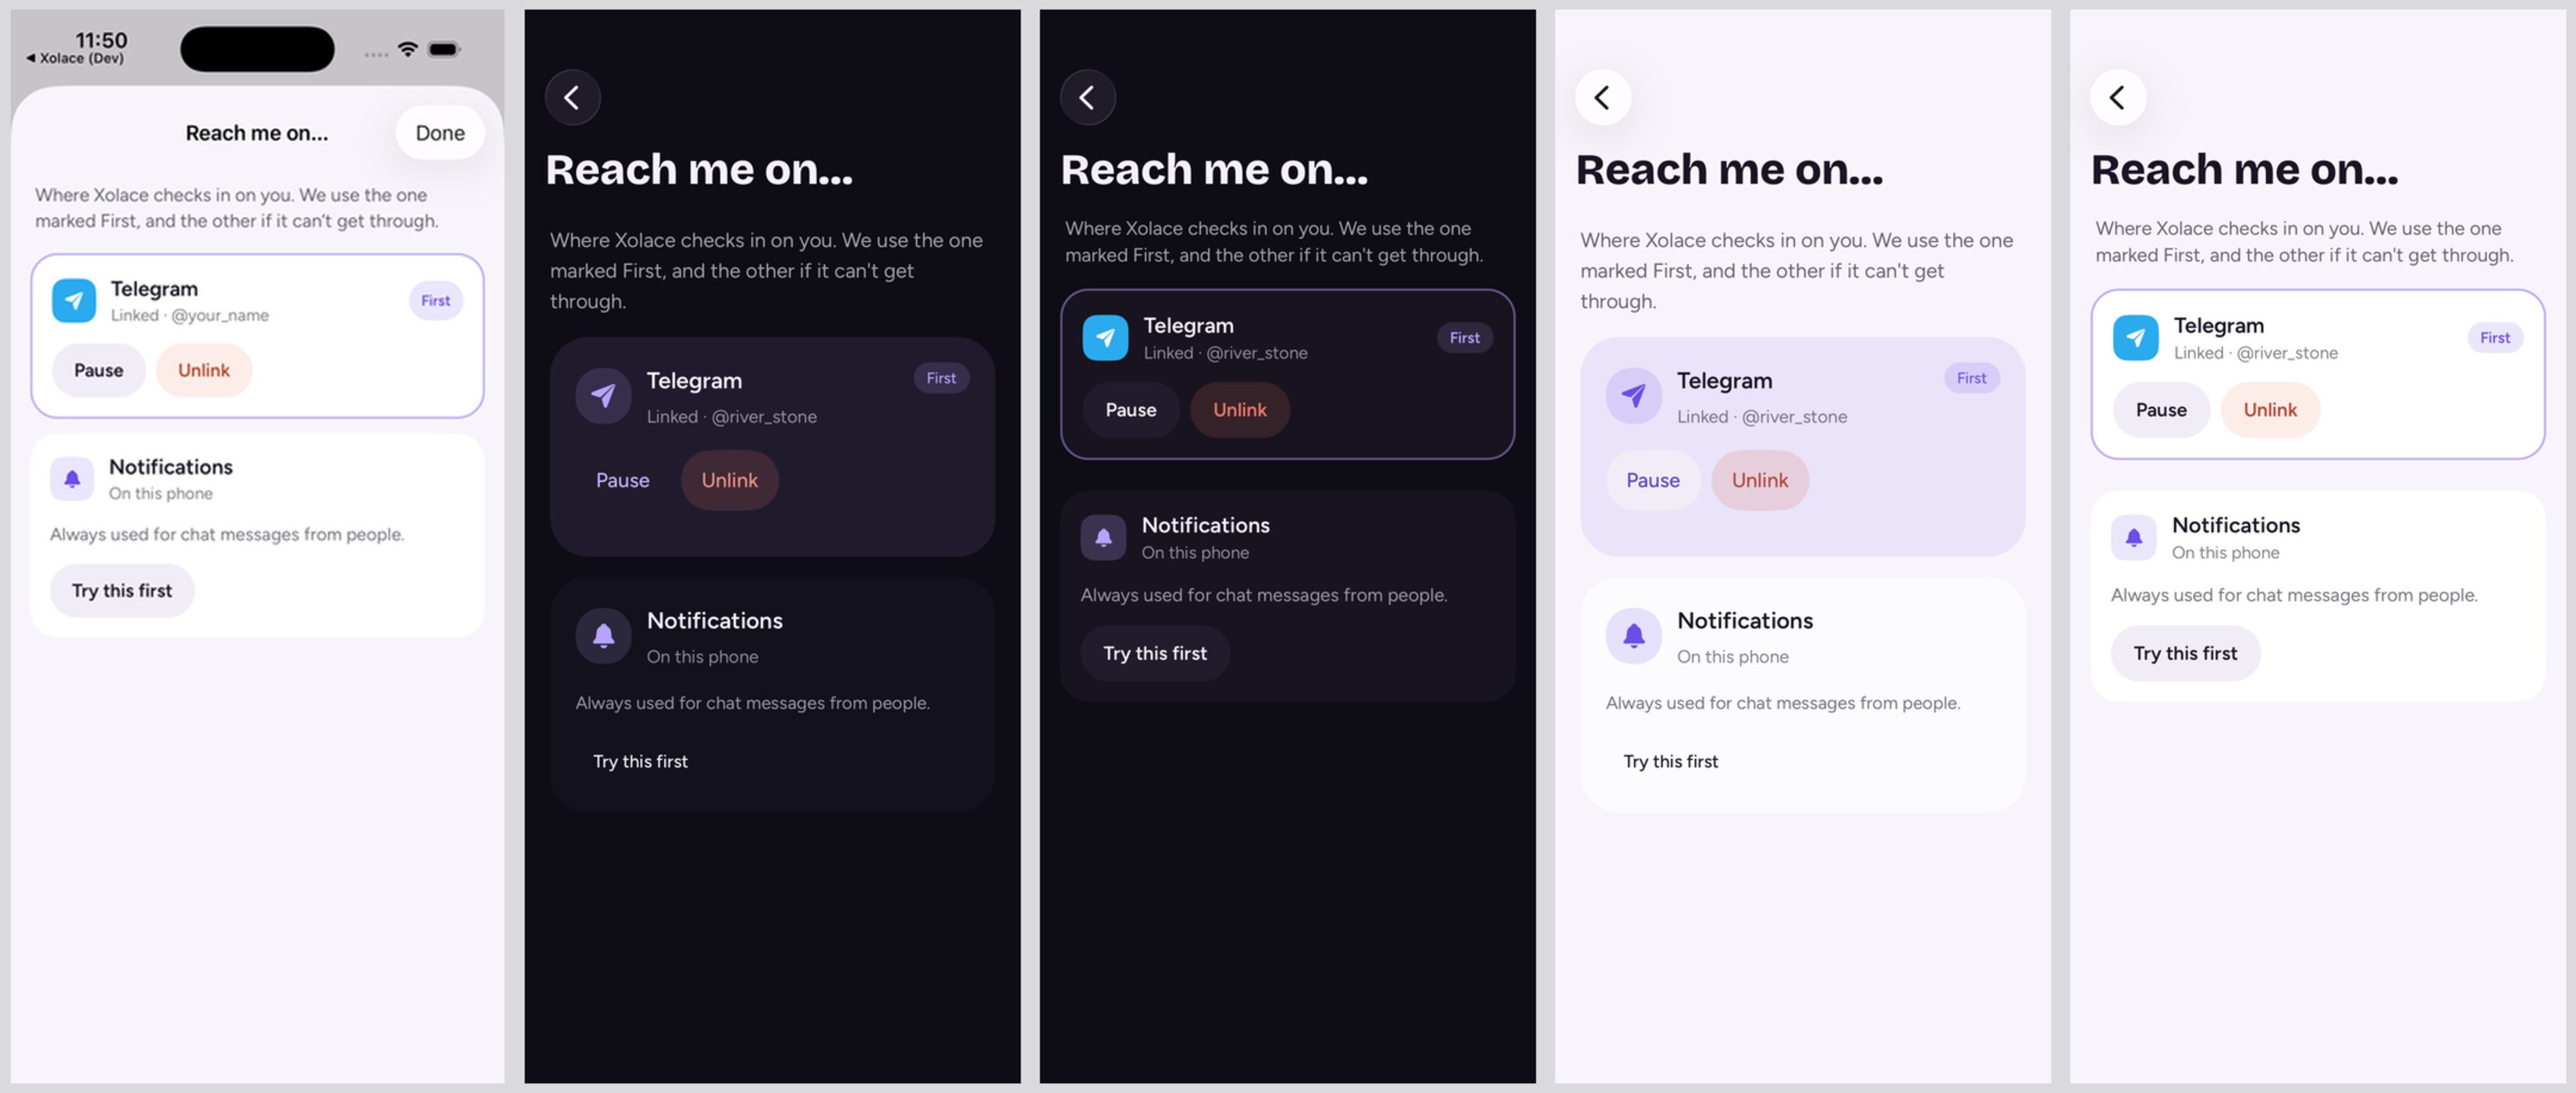 11:50
◀ Xolace (Dev)
Reach me on...
Done
Where Xolace checks in on you. We use the one
marked First, and the other if it can't get through.
Telegram
First
Linked · @your_name
Pause
Unlink
Notifications
On this phone
Always used for chat messages from people.
Try this first
Reach me on...
Where Xolace checks in on you. We use the one
marked First, and the other if it can't get
through.
Telegram
First
Linked · @river_stone
Pause
Unlink
Notifications
On this phone
Always used for chat messages from people.
Try this first
Reach me on...
Where Xolace checks in on you. We use the one
marked First, and the other if it can't get through.
Telegram
First
Linked · @river_stone
Pause
Unlink
Notifications
On this phone
Always used for chat messages from people.
Try this first
Reach me on...
Where Xolace checks in on you. We use the one
marked First, and the other if it can't get
through.
Telegram
First
Linked · @river_stone
Pause
Unlink
Notifications
On this phone
Always used for chat messages from people.
Try this first
Reach me on...
Where Xolace checks in on you. We use the one
marked First, and the other if it can't get through.
Telegram
First
Linked · @river_stone
Pause
Unlink
Notifications
On this phone
Always used for chat messages from people.
Try this first